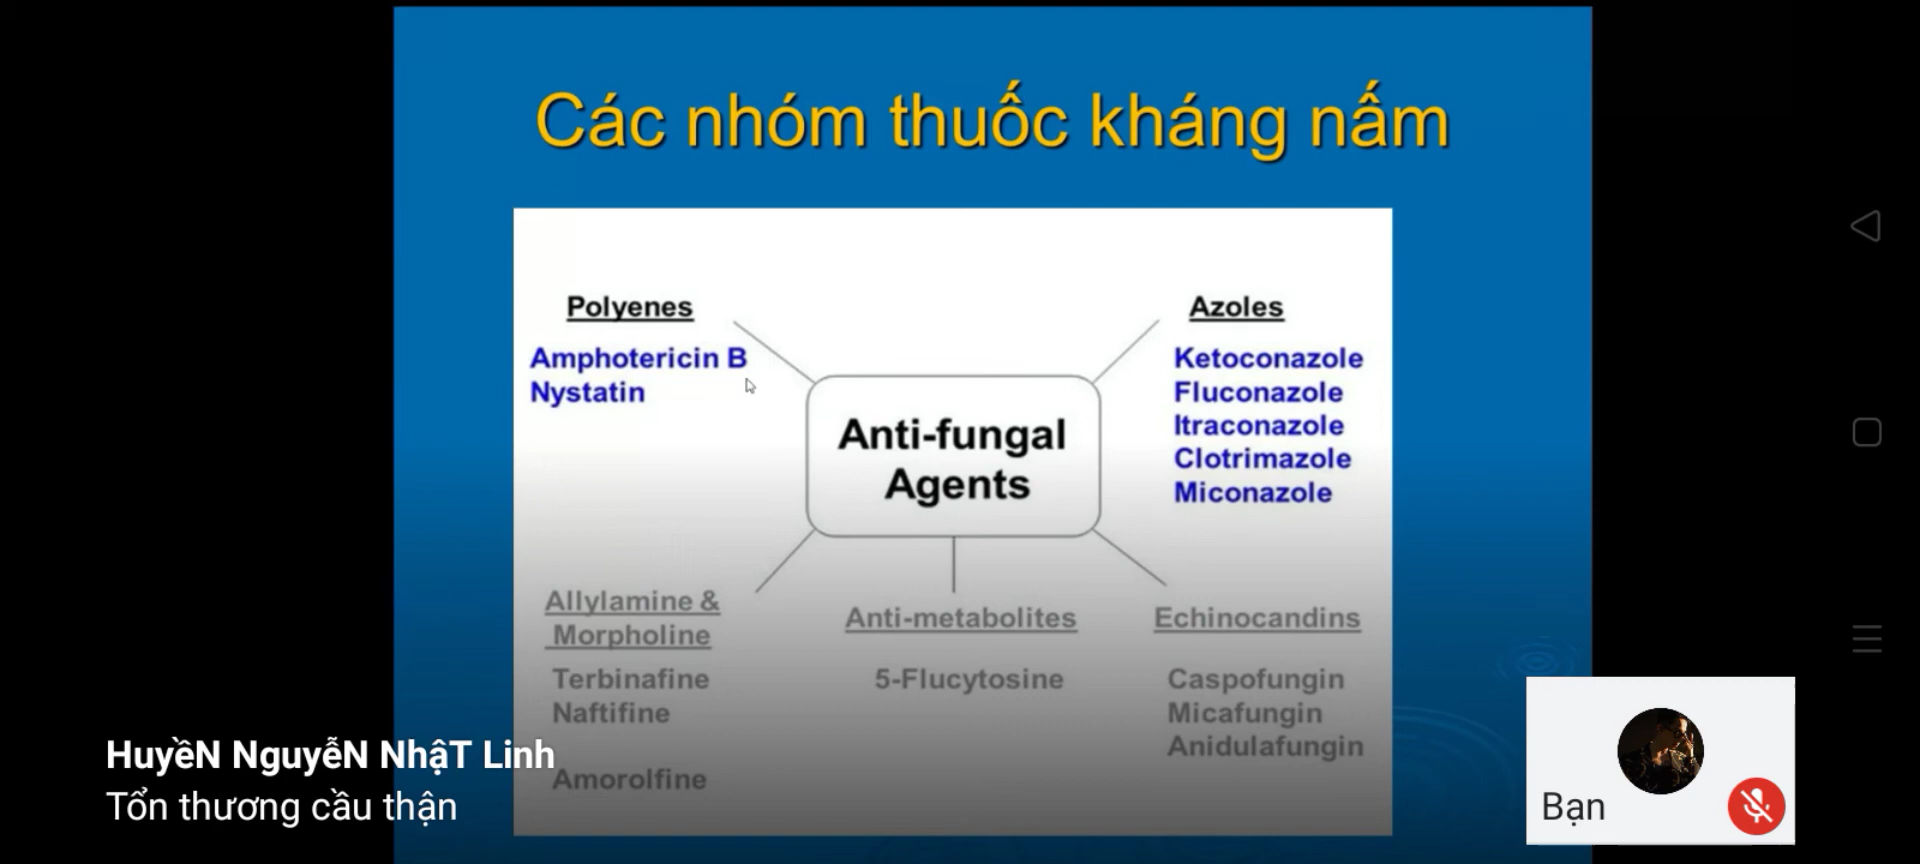 Các nhóm thuốc kháng nấm
Polyenes
Amphotericin B
Nystatin
Azoles
Ketoconazole
Fluconazole
Itraconazole
Clotrimazole
Miconazole
Anti-fungal
Agents
Allylamine &
Morpholine
Terbinafine
Naftifine
Amorolfine
Anti-metabolites
5-Flucytosine
Echinocandins
Caspofungin
Micafungin
Anidulafungin
HuyềN NguyễN NhậT Linh
Tổn thương cầu thận
Bạn